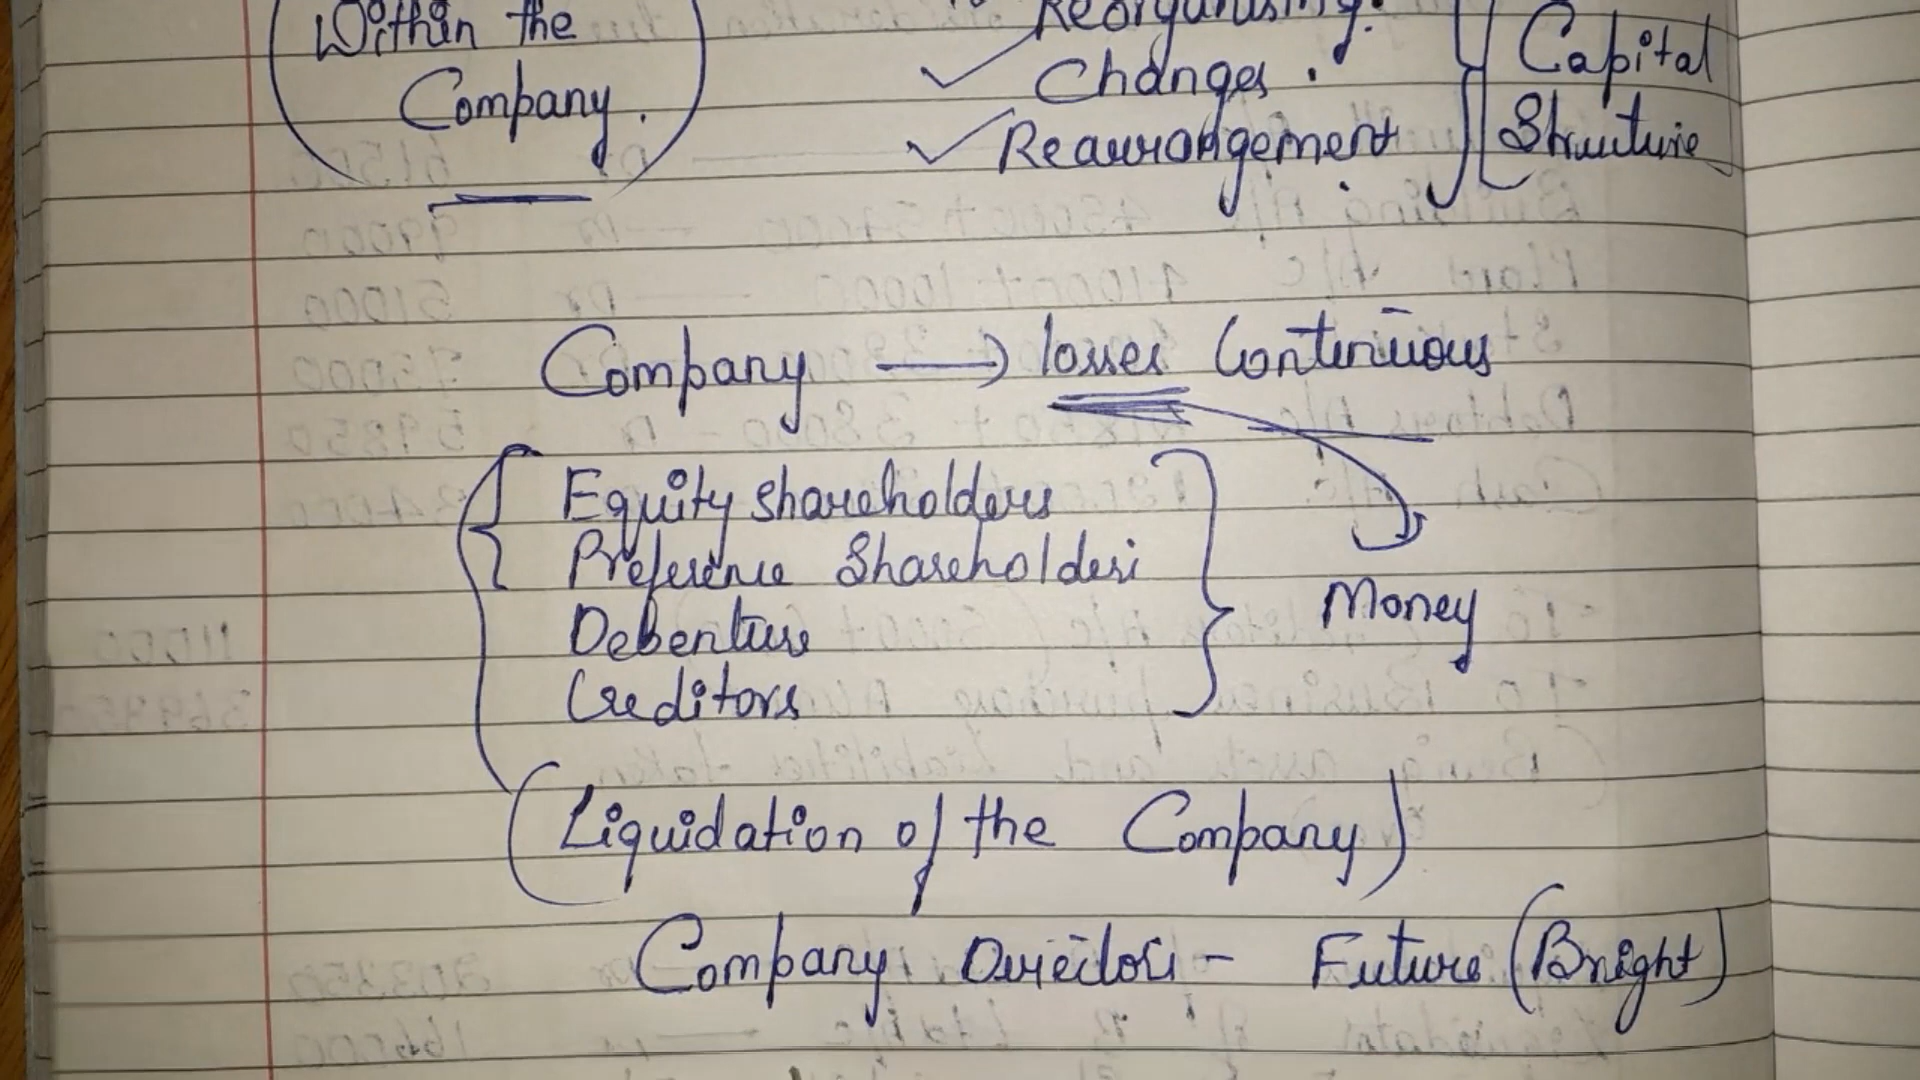 Within the
Company.
Reorganising.
Changes.
Rearrangement
Capital
Structure
Company → losses Continuous
Equity shareholders
Preference Shareholders
Debenture
Creditors
Money
(Liquidation of the Company)
Company Directors - Future (Bright)